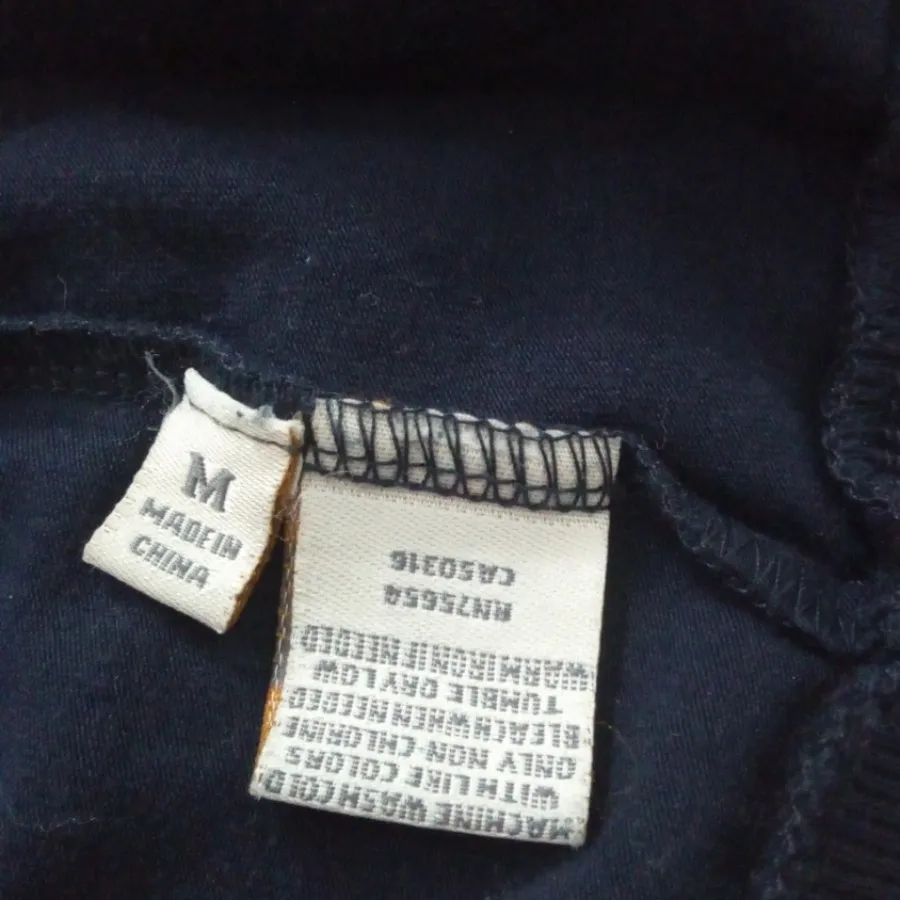 M
MADE IN
CHINA
MACHINE WASH COLD
WITH LIKE COLORS
ONLY NON-CHLORINE
BLEACH WHEN NEEDED
TUMBLE DRY LOW
WARM IRON IF NEEDED
RN75654
CA50316